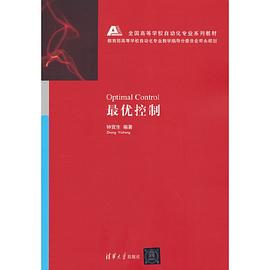 全国高等学校自动化专业系列教材
教育部高等学校自动化专业教学指导分委员会牵头规划
Optimal Control
最优控制
钟宜生 编著
Zhong Yisheng
清华大学出版社